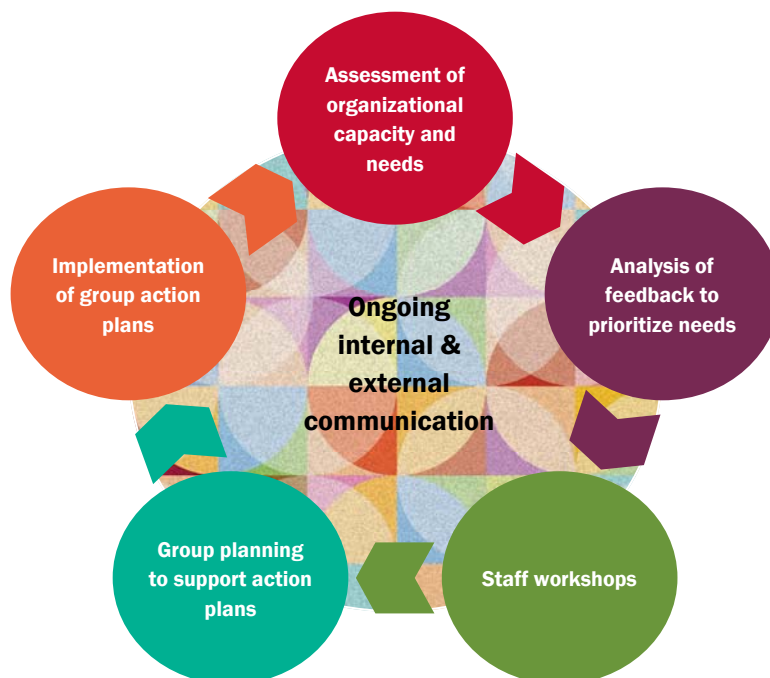 Assessment of
organizational
capacity and
needs
Analysis of
feedback to
prioritize needs
Staff workshops
Group planning
to support action
plans
Implementation
of group action
plans
Ongoing
internal &
external
communication